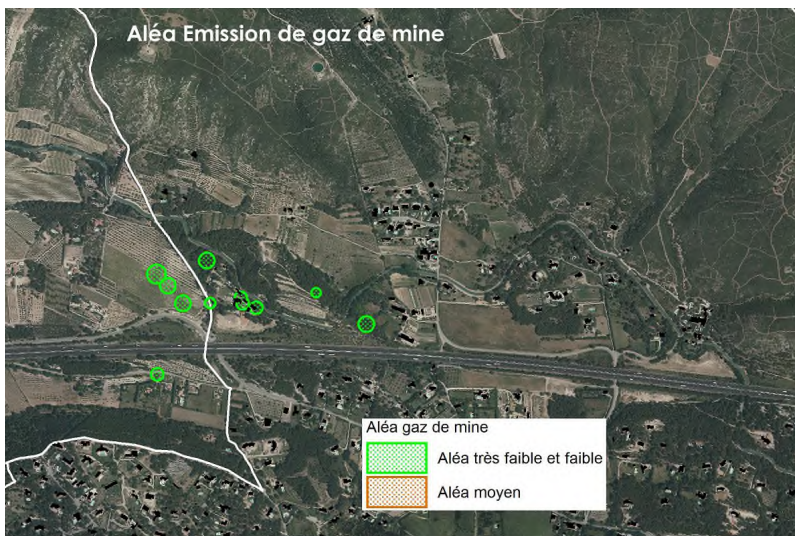 Aléa Emission de gaz de mine
Aléa gaz de mine
Aléa très faible et faible
Aléa moyen